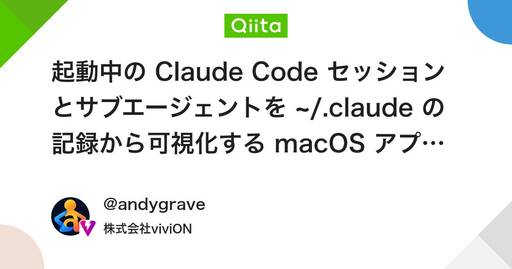 Qiita
起動中の Claude Code セッション
とサブエージェントを ~/.claude の
記録から可視化する macOS アプ…
@andygrave
株式会社viviON